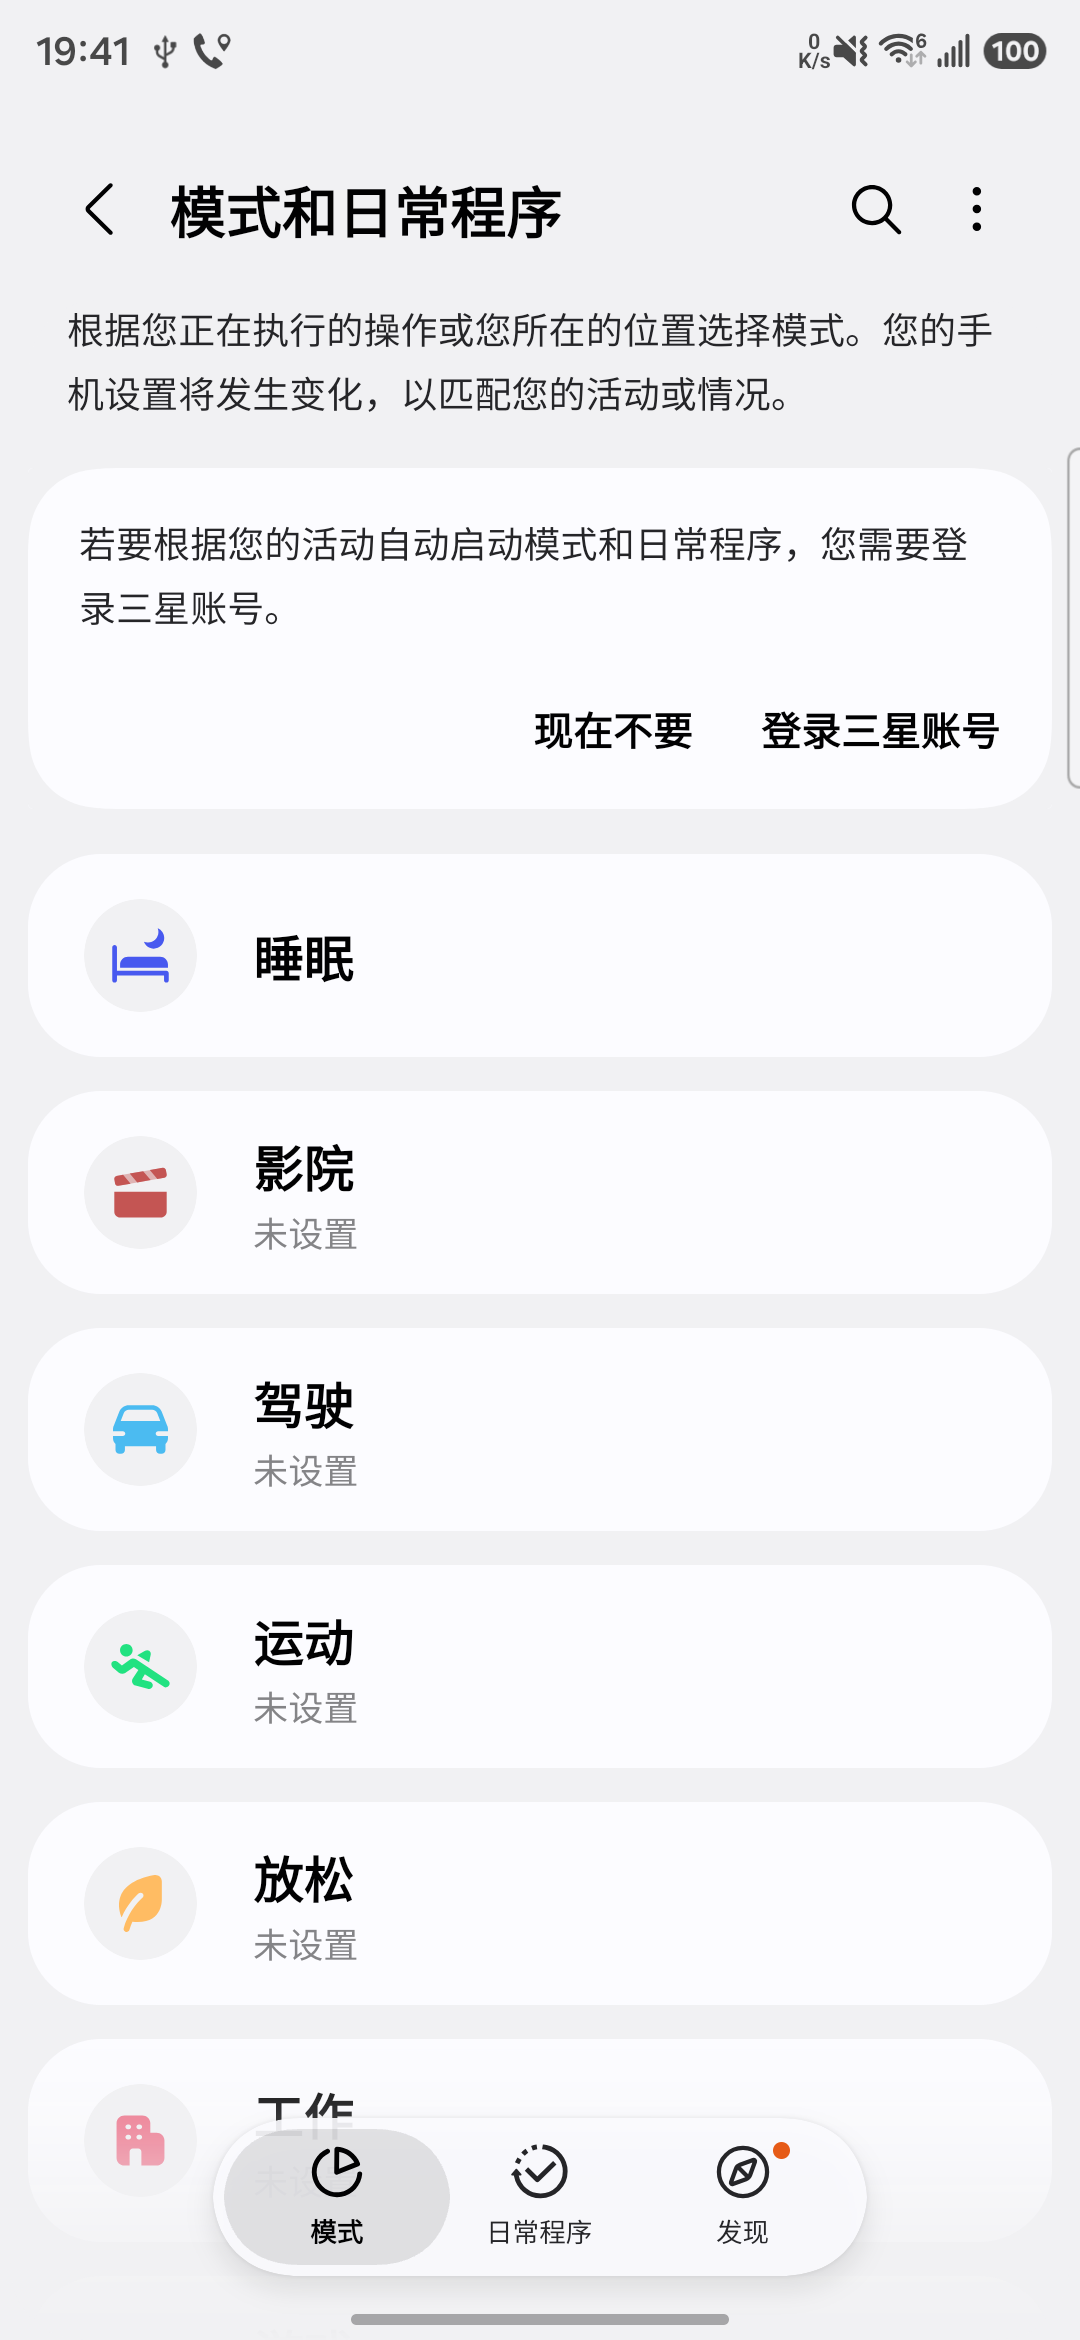 19:41
0
K/s
6
100
模式和日常程序
根据您正在执行的操作或您所在的位置选择模式。您的手
机设置将发生变化，以匹配您的活动或情况。
若要根据您的活动自动启动模式和日常程序，您需要登
录三星账号。
现在不要
登录三星账号
睡眠
影院
未设置
驾驶
未设置
运动
未设置
放松
未设置
工作
模式
日常程序
发现